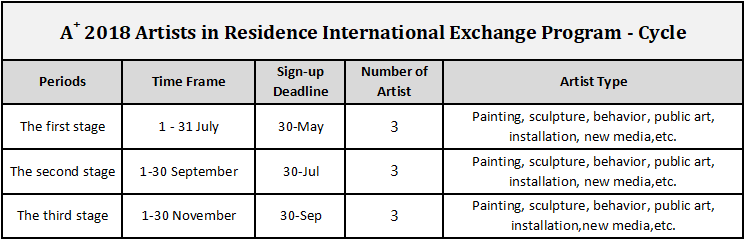 A⁺ 2018 Artists in Residence International Exchange Program - Cycle
Periods Time Frame Sign-up Deadline Number of Artist Artist Type
The first stage 1 - 31 July 30-May 3 Painting, sculpture, behavior, public art,
installation, new media,etc.
The second stage 1-30 September 30-Jul 3 Painting, sculpture, behavior, public art,
installation, new media,etc.
The third stage 1-30 November 30-Sep 3 Painting, sculpture, behavior, public art,
installation,new media,etc.